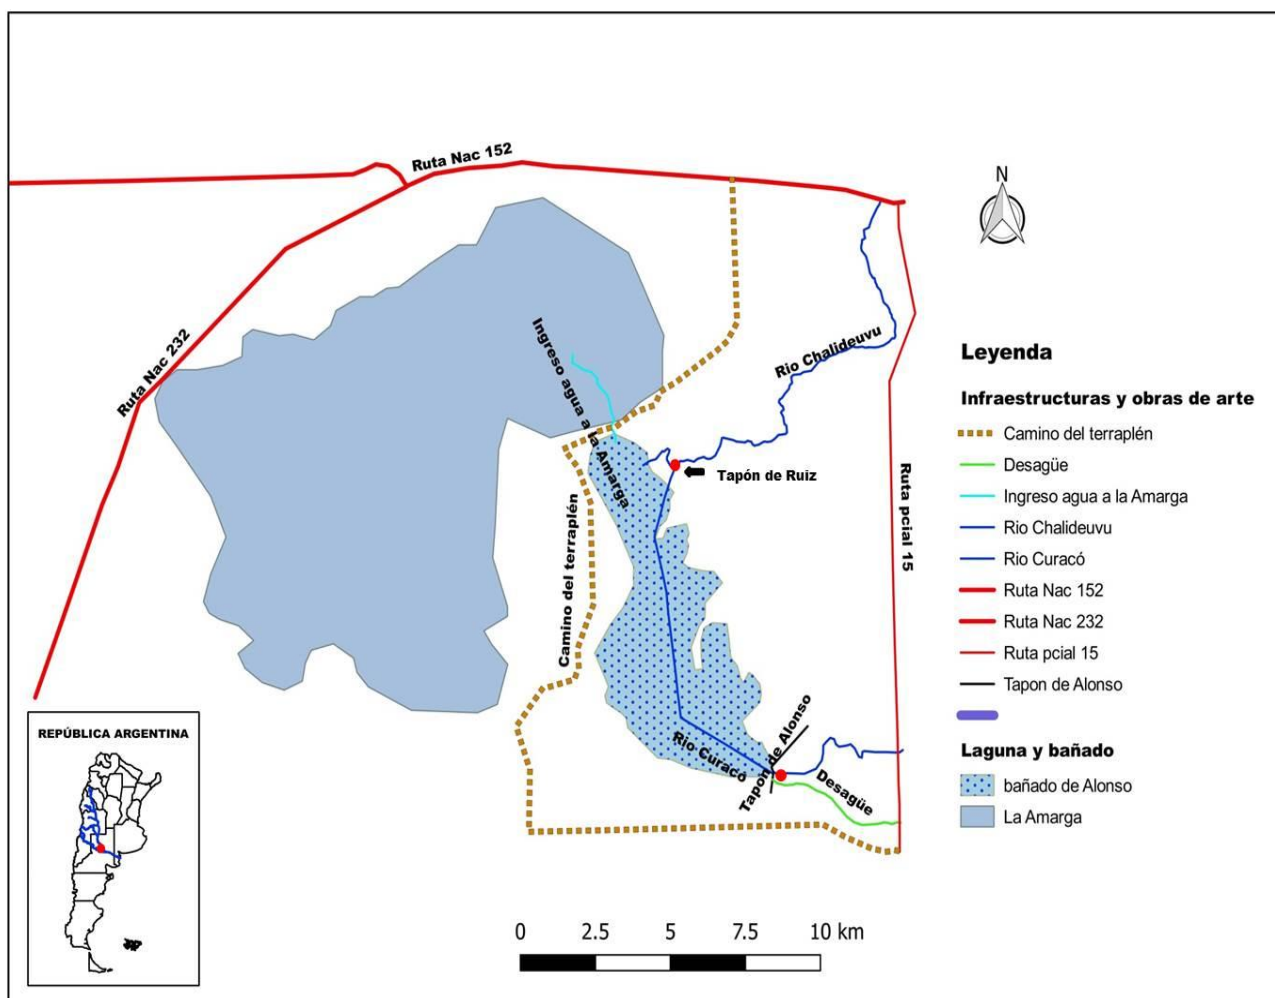 Ruta Nac 152
N
Ruta Nac 232
Ingreso agua a la Amarga
Rio Chalideuvu
Tapón de Ruiz
Camino del terraplén
Ruta pcial 15
Rio Curacó
Tapón de Alonso
Desagüe
Leyenda
Infraestructuras y obras de arte
Camino del terraplén
Desagüe
Ingreso agua a la Amarga
Rio Chalideuvu
Rio Curacó
Ruta Nac 152
Ruta Nac 232
Ruta pcial 15
Tapon de Alonso
Laguna y bañado
bañado de Alonso
La Amarga
REPÚBLICA ARGENTINA
0 2.5 5 7.5 10 km